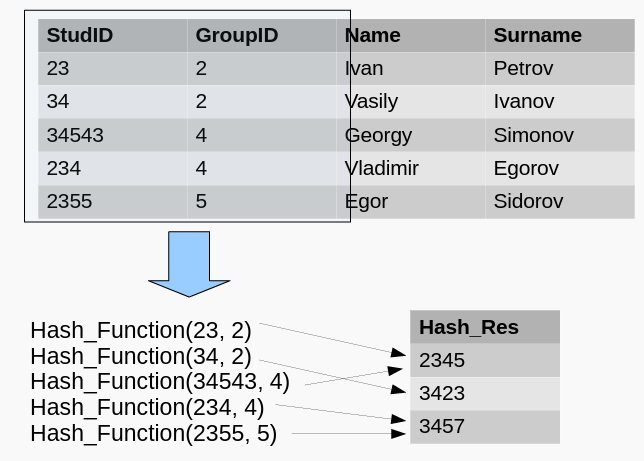 StudID GroupID Name Surname
23 2 Ivan Petrov
34 2 Vasily Ivanov
34543 4 Georgy Simonov
234 4 Vladimir Egorov
2355 5 Egor Sidorov
Hash_Function(23, 2)
Hash_Function(34, 2)
Hash_Function(34543, 4)
Hash_Function(234, 4)
Hash_Function(2355, 5)
Hash_Res
2345
3423
3457